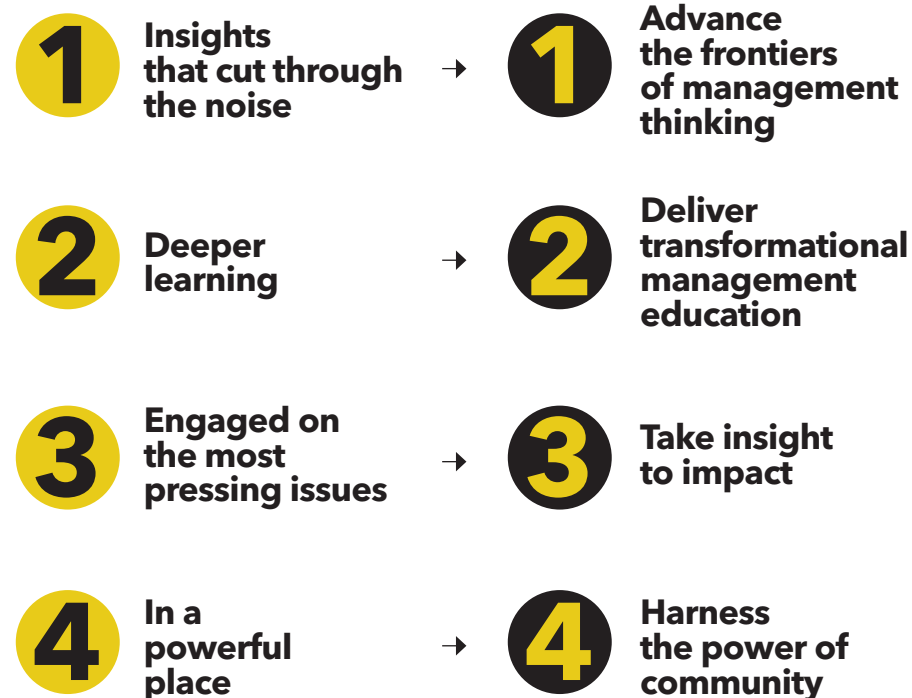 1
Insights
that cut through
the noise
→
1
Advance
the frontiers
of management
thinking
2
Deeper
learning
→
2
Deliver
transformational
management
education
3
Engaged on
the most
pressing issues
→
3
Take insight
to impact
4
In a
powerful
place
→
4
Harness
the power of
community